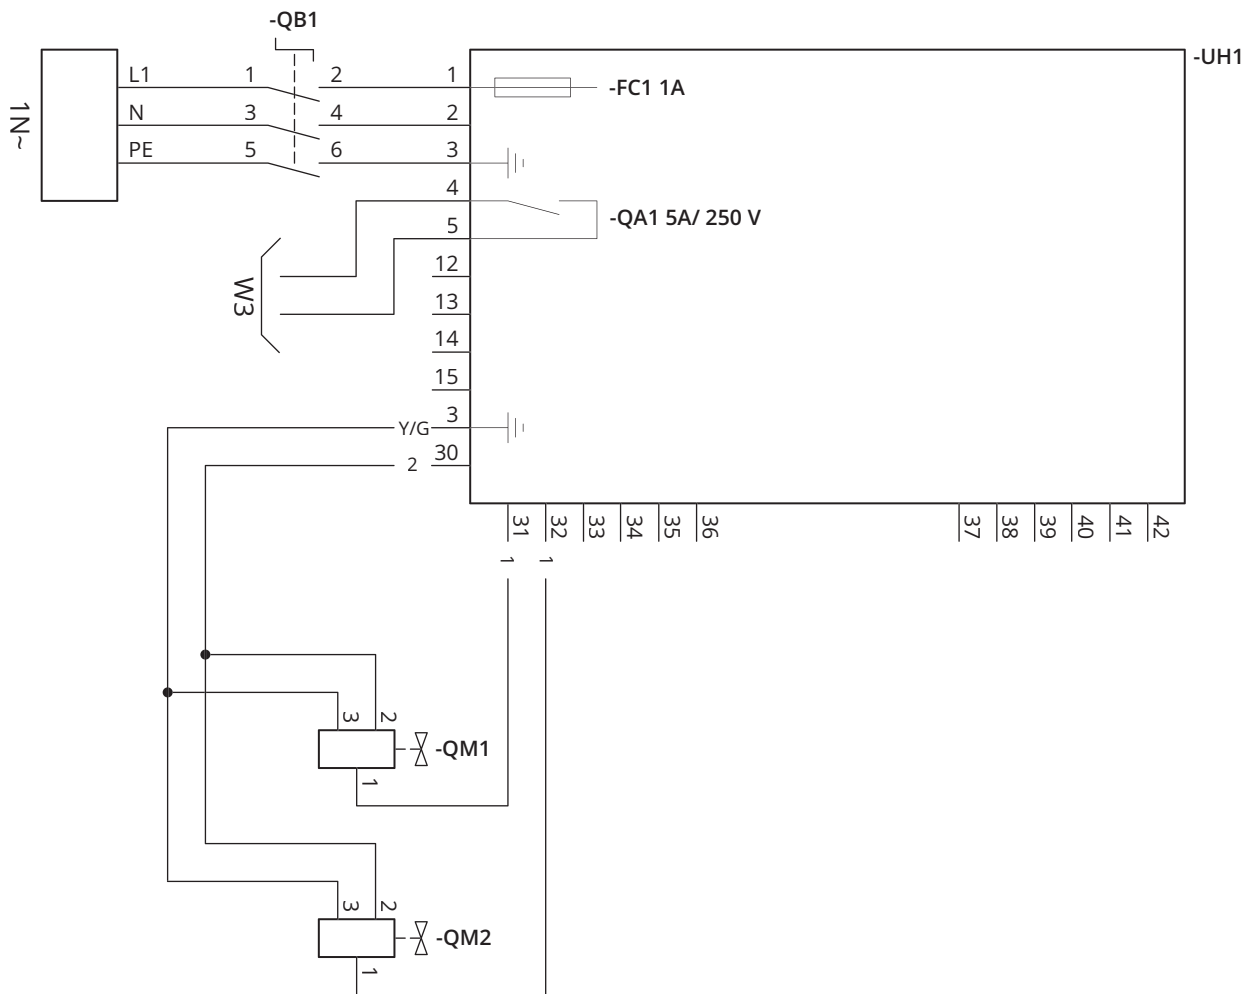 -QB1
-UH1
1N~
L1 1 2 1
-FC1 1A
N 3 4 2
PE 5 6 3
4
-QA1 5A/ 250 V
5
W3
12
13
14
15
Y/G 3
2 30
31 32 33 34 35 36 37 38 39 40 41 42
1 1
3 2
-QM1
1
3 2
-QM2
1